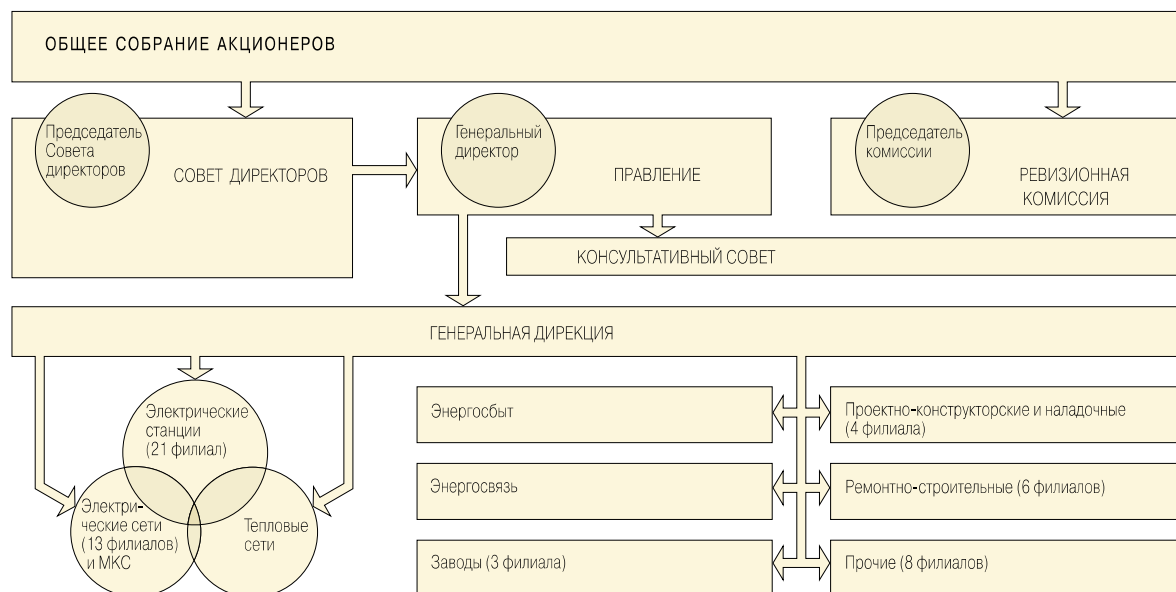 ОБЩЕЕ СОБРАНИЕ АКЦИОНЕРОВ
Председатель
Совета
директоров
СОВЕТ ДИРЕКТОРОВ
Генеральный
директор
ПРАВЛЕНИЕ
Председатель
комиссии
РЕВИЗИОННАЯ
КОМИССИЯ
КОНСУЛЬТАТИВНЫЙ СОВЕТ
ГЕНЕРАЛЬНАЯ ДИРЕКЦИЯ
Электрические
станции
(21 филиал)
Электри-
ческие сети
(13 филиалов)
и МКС
Тепловые
сети
Энергосбыт
Энергосвязь
Заводы (3 филиала)
Проектно-конструкторские и наладочные
(4 филиала)
Ремонтно-строительные (6 филиалов)
Прочие (8 филиалов)